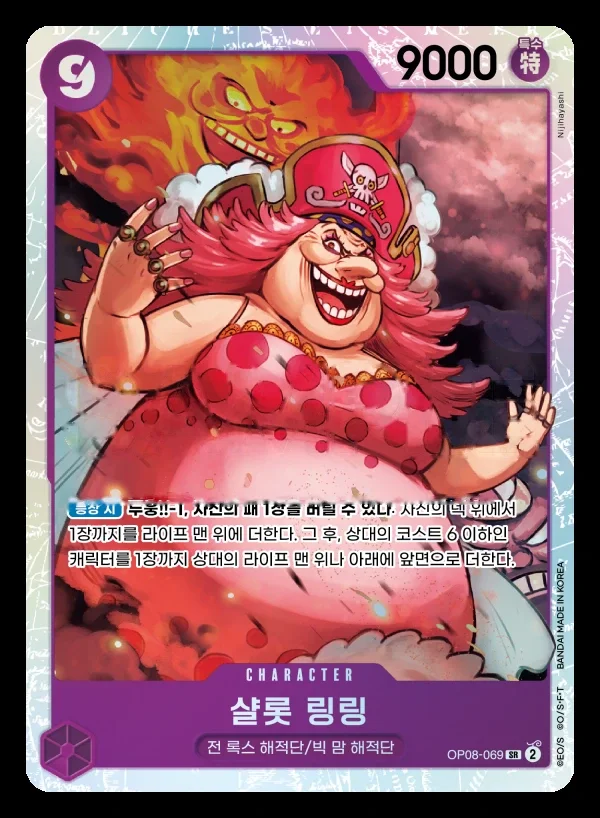 9
9000
특수
特
Nijihayashi
등장 시 두웅!!-1, 자신의 패 1장을 버릴 수 있다. 자신의 덱 위에서
1장까지를 라이프 맨 위에 더한다. 그 후, 상대의 코스트 6 이하인
캐릭터를 1장까지 상대의 라이프 맨 위나 아래에 앞면으로 더한다.
CHARACTER
샬롯 링링
전 록스 해적단/빅 맘 해적단
OP08-069 SR 2
©EO/S ©O/S·F·T BANDAI MADE IN KOREA